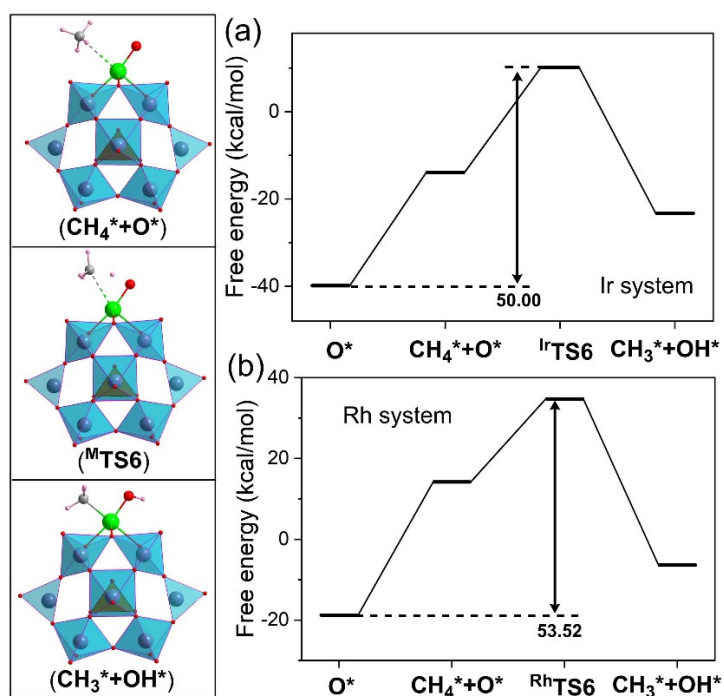 (CH₄*+O*)
(ᴹTS6)
(CH₃*+OH*)
(a)
Free energy (kcal/mol)
0
-20
-40
50.00
Ir system
O*
CH₄*+O*
ᴵʳTS6
CH₃*+OH*
(b)
Free energy (kcal/mol)
40
20
0
-20
Rh system
53.52
O*
CH₄*+O*
ᴿʰTS6
CH₃*+OH*